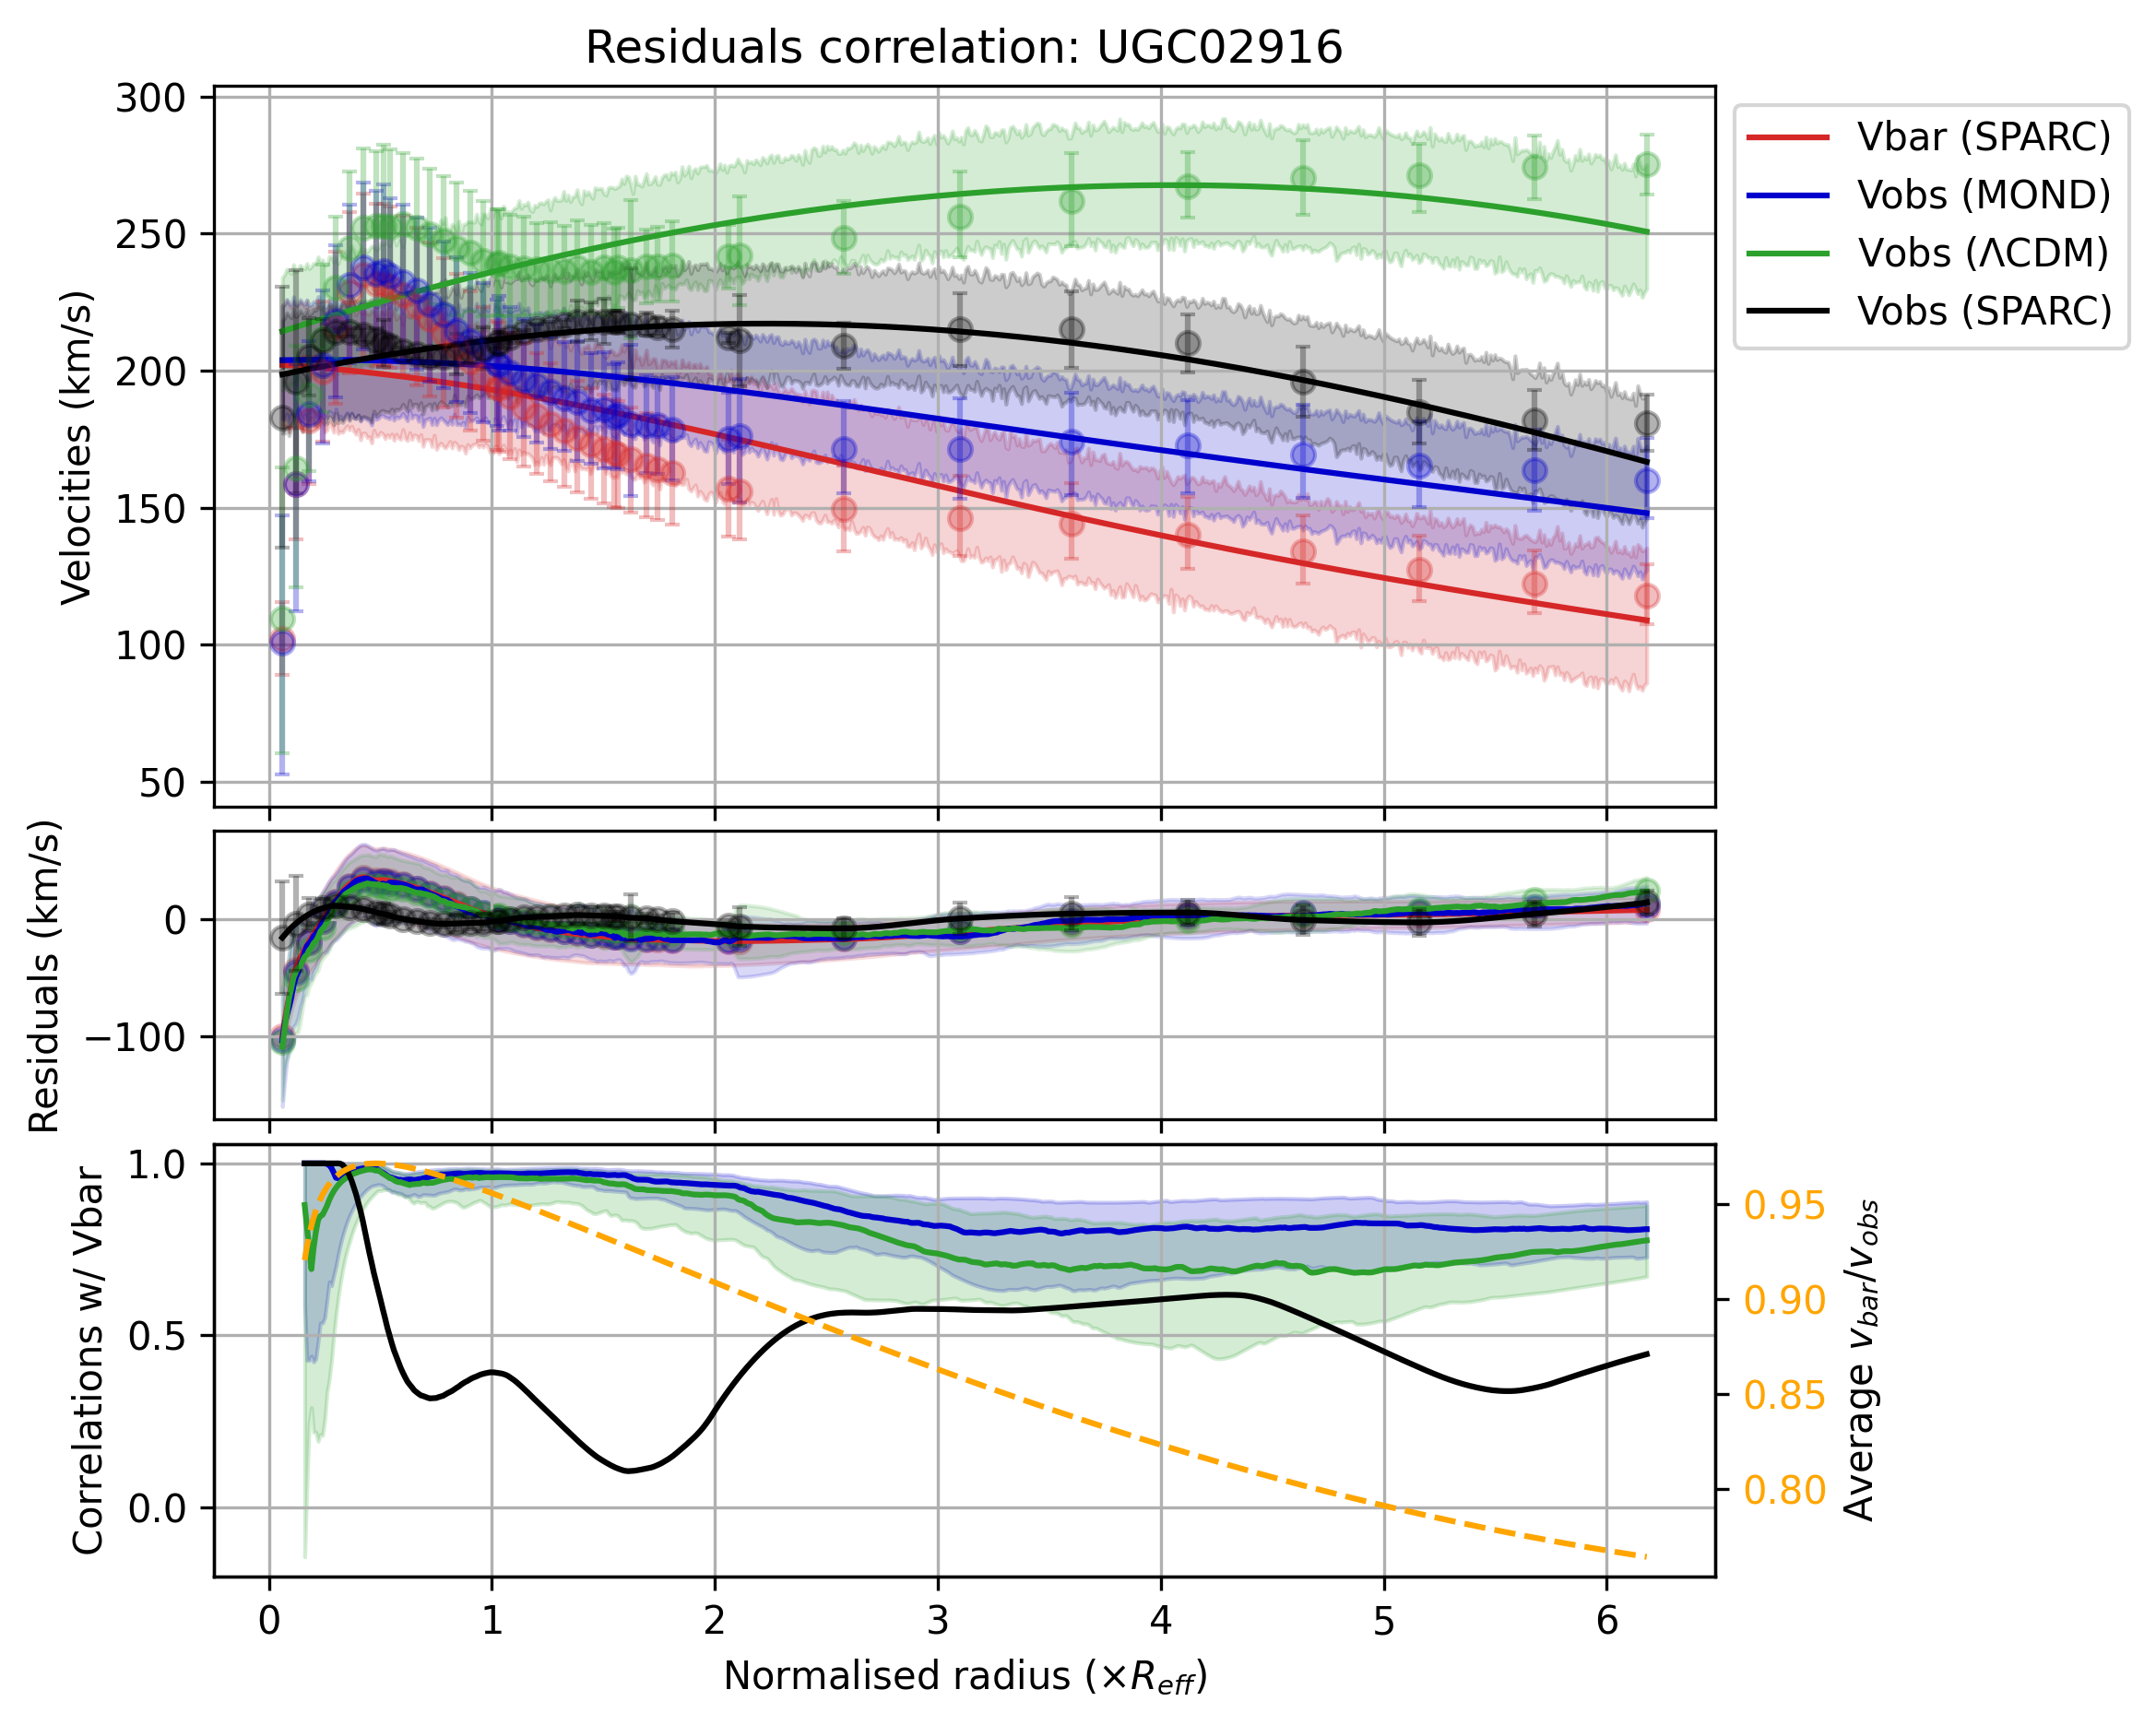 Residuals correlation: UGC02916
300
250
200
150
100
50
Velocities (km/s)
Vbar (SPARC)
Vobs (MOND)
Vobs (ΛCDM)
Vobs (SPARC)
0
−100
Residuals (km/s)
1.0
0.5
0.0
Correlations w/ Vbar
0.95
0.90
0.85
0.80
Average v_bar/v_obs
0 1 2 3 4 5 6
Normalised radius (×R_eff)